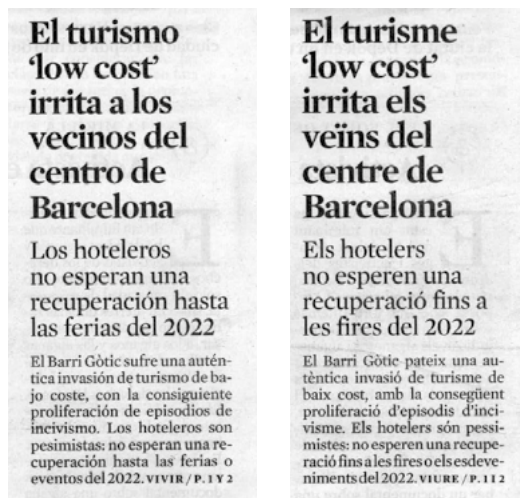 El turismo
‘low cost’
irrita a los
vecinos del
centro de
Barcelona
Los hoteleros
no esperan una
recuperación hasta
las ferias del 2022
El Barri Gòtic sufre una autén-
tica invasión de turismo de ba-
jo coste, con la consiguiente
proliferación de episodios de
incivismo. Los hoteleros son
pesimistas: no esperan una re-
cuperación hasta las ferias o
eventos del 2022. VIVIR / P. 1 Y 2
El turisme
‘low cost’
irrita els
veïns del
centre de
Barcelona
Els hotelers
no esperen una
recuperació fins a
les fires del 2022
El Barri Gòtic pateix una au-
tèntica invasió de turisme de
baix cost, amb la consegüent
proliferació d'episodis d'inci-
visme. Els hotelers són pessi-
mistes: no esperen una recupe-
ració fins a les fires o els esdeve-
niments del 2022. VIURE / P. 1 I 2